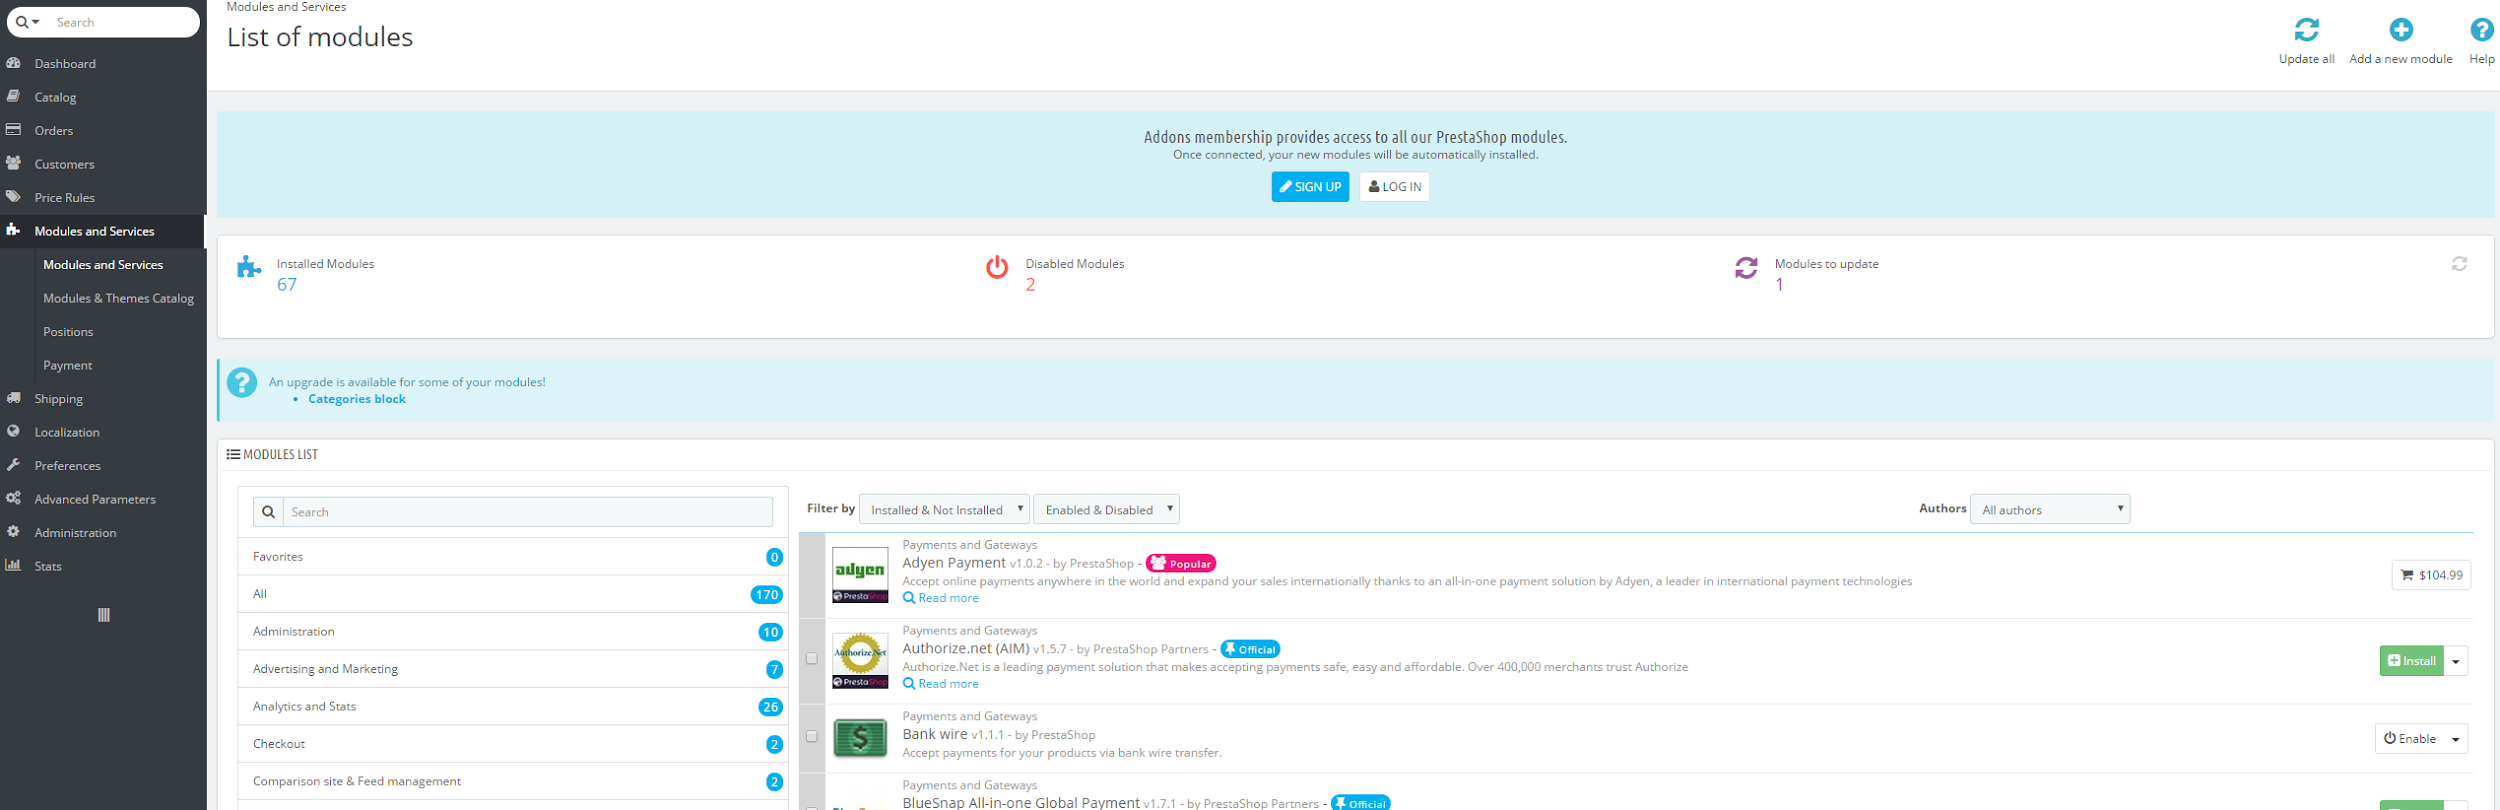 Search
Dashboard
Catalog
Orders
Customers
Price Rules
Modules and Services
Modules and Services
Modules & Themes Catalog
Positions
Payment
Shipping
Localization
Preferences
Advanced Parameters
Administration
Stats
Modules and Services
List of modules
Update all
Add a new module
Help
Addons membership provides access to all our PrestaShop modules.
Once connected, your new modules will be automatically installed.
SIGN UP
LOG IN
Installed Modules
67
Disabled Modules
2
Modules to update
1
An upgrade is available for some of your modules!
• Categories block
MODULES LIST
Search
Favorites 0
All 170
Administration 10
Advertising and Marketing 7
Analytics and Stats 26
Checkout 2
Comparison site & Feed management 2
Filter by Installed & Not Installed Enabled & Disabled Authors All authors
Payments and Gateways
adyen
PrestaShop
Adyen Payment v1.0.2 - by PrestaShop - Popular
Accept online payments anywhere in the world and expand your sales internationally thanks to an all-in-one payment solution by Adyen, a leader in international payment technologies
Read more
$104.99
Payments and Gateways
Authorize.Net
PrestaShop
Authorize.net (AIM) v1.5.7 - by PrestaShop Partners - Official
Authorize.Net is a leading payment solution that makes accepting payments safe, easy and affordable. Over 400,000 merchants trust Authorize
Read more
Install
Payments and Gateways
$
Bank wire v1.1.1 - by PrestaShop
Accept payments for your products via bank wire transfer.
Enable
Payments and Gateways
BlueSnap All-in-one Global Payment v1.7.1 - by PrestaShop Partners - Official